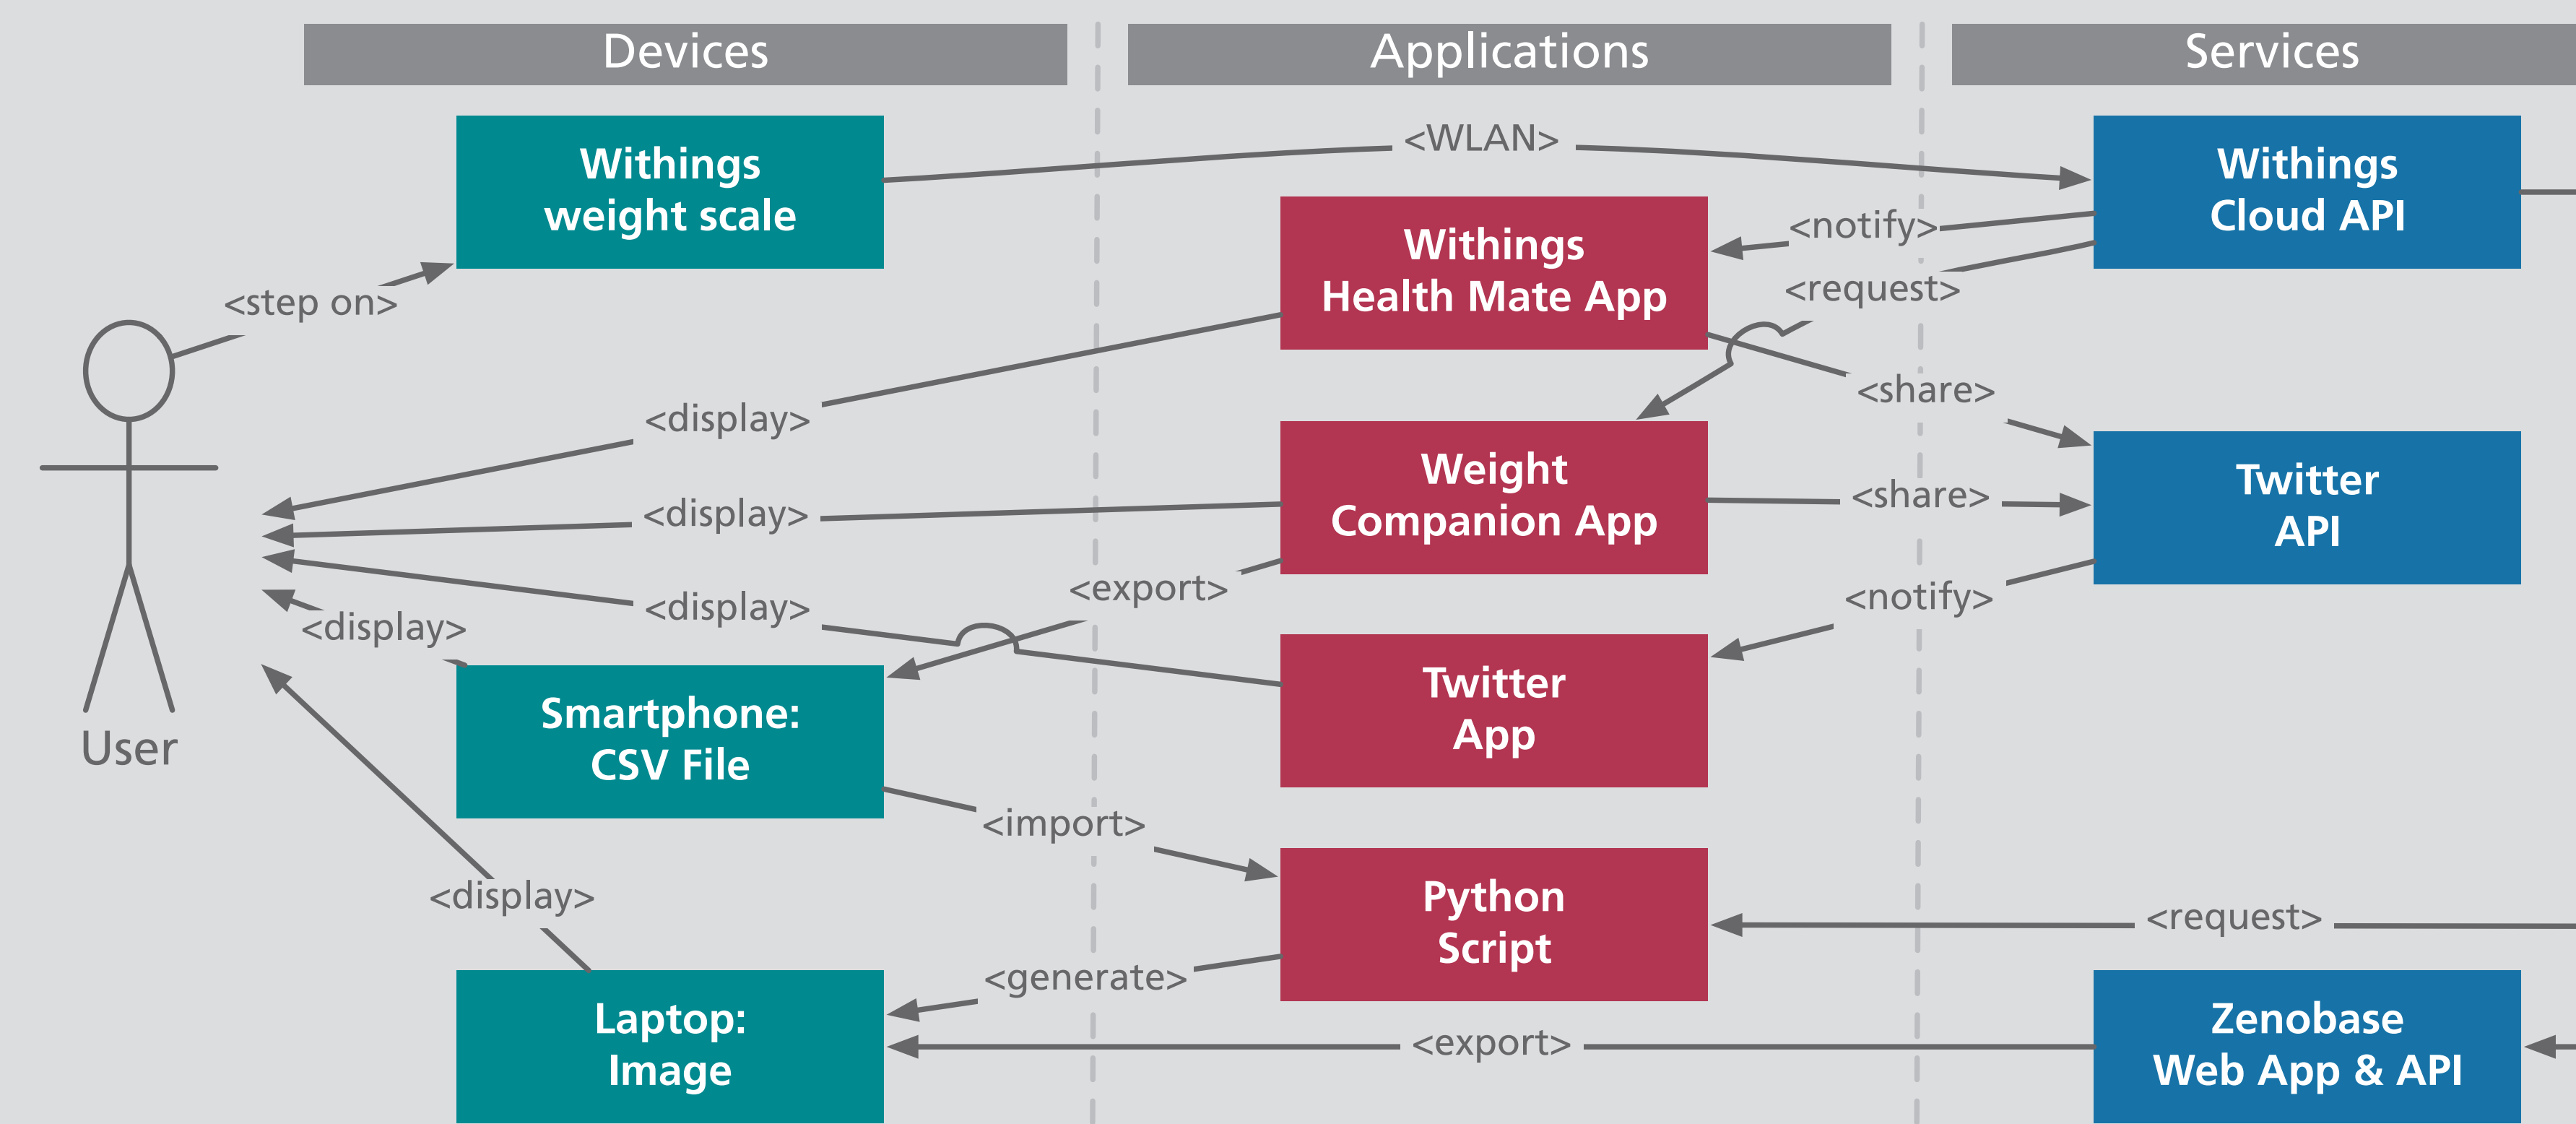 Devices
Applications
Services
Withings
weight scale
<WLAN>
Withings
Cloud API
Withings
Health Mate App
<notify>
<request>
<step on>
<display>
<share>
Weight
Companion App
<display>
<share>
Twitter
API
<export>
<display>
<notify>
<display>
Twitter
App
Smartphone:
CSV File
User
<import>
Python
Script
<display>
<request>
<generate>
Laptop:
Image
<export>
Zenobase
Web App & API